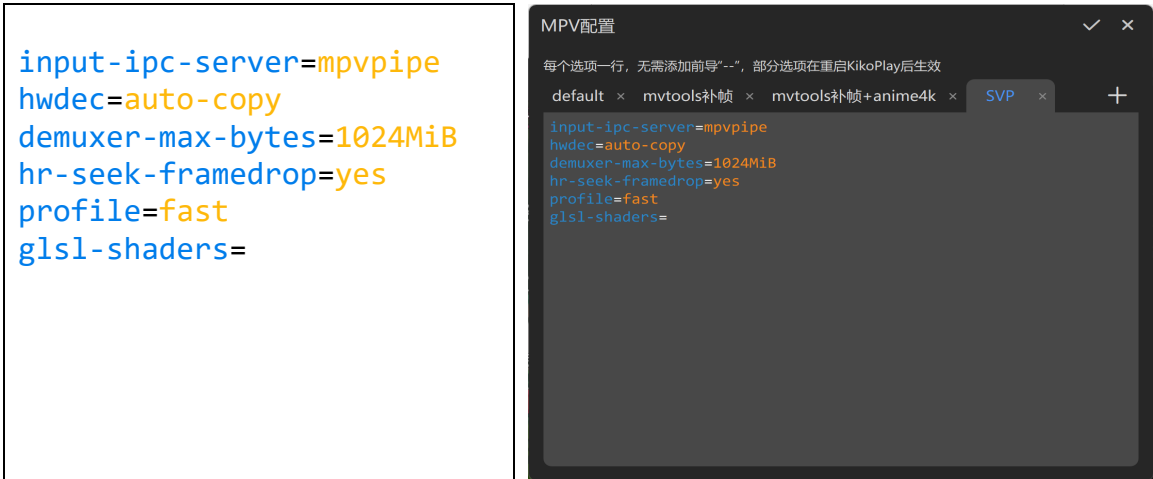 input-ipc-server=mpvpipe
hwdec=auto-copy
demuxer-max-bytes=1024MiB
hr-seek-framedrop=yes
profile=fast
glsl-shaders=
MPV配置
每个选项一行，无需添加前导"--"，部分选项在重启KikoPlay后生效
default × mvtools补帧 × mvtools补帧+anime4k × SVP × +
input-ipc-server=mpvpipe
hwdec=auto-copy
demuxer-max-bytes=1024MiB
hr-seek-framedrop=yes
profile=fast
glsl-shaders=